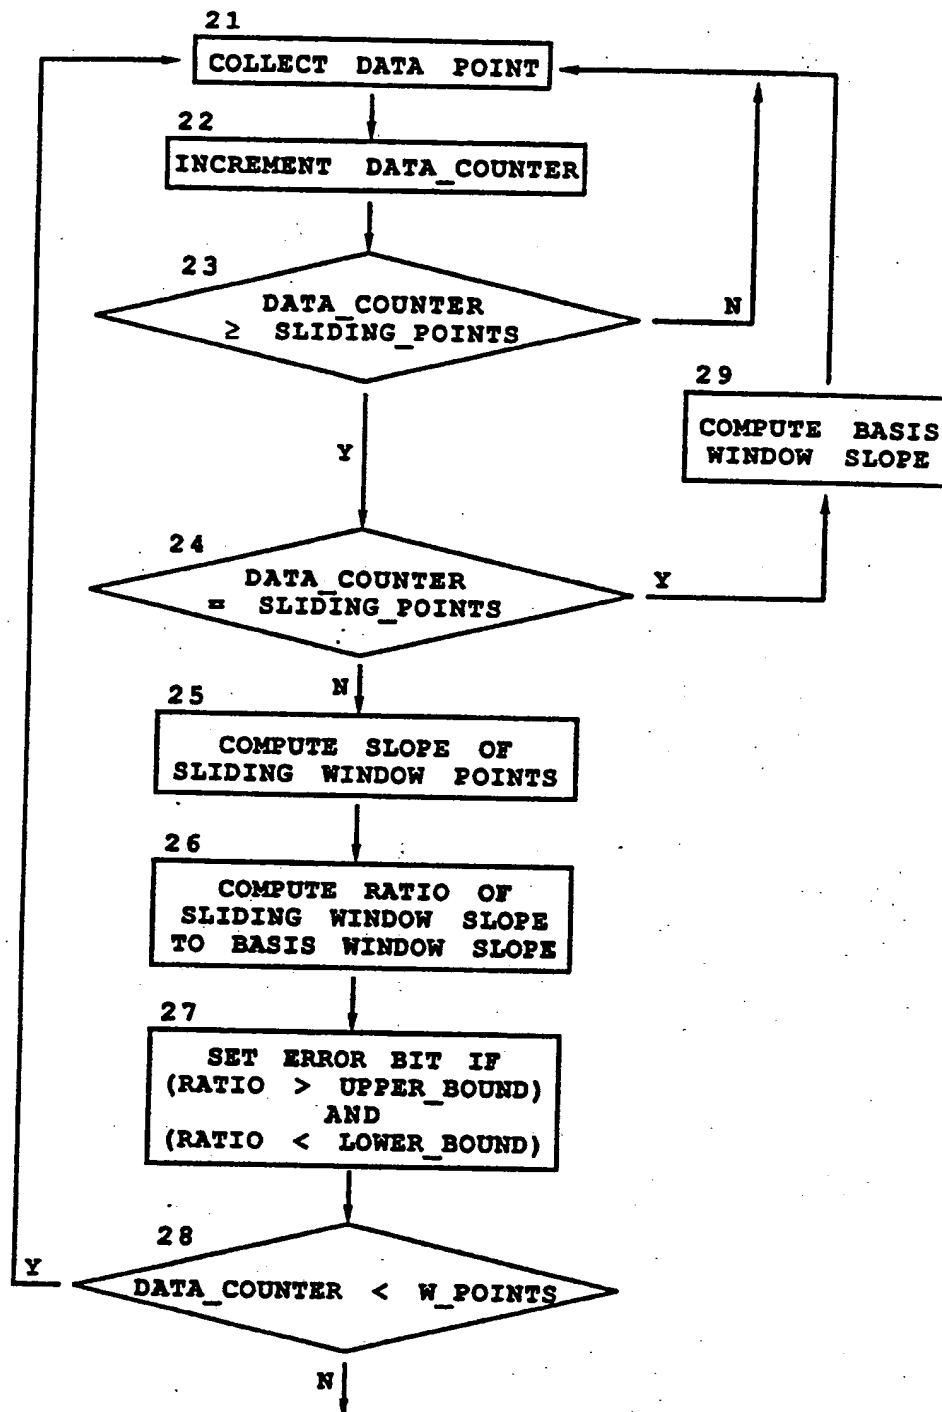 21
COLLECT DATA POINT
22
INCREMENT DATA_COUNTER
23
DATA_COUNTER
≥ SLIDING_POINTS
N
Y
29
COMPUTE BASIS
WINDOW SLOPE
24
DATA_COUNTER
= SLIDING_POINTS
Y
N
25
COMPUTE SLOPE OF
SLIDING WINDOW POINTS
26
COMPUTE RATIO OF
SLIDING WINDOW SLOPE
TO BASIS WINDOW SLOPE
27
SET ERROR BIT IF
(RATIO > UPPER_BOUND)
AND
(RATIO < LOWER_BOUND)
28
DATA_COUNTER < W_POINTS
Y
N